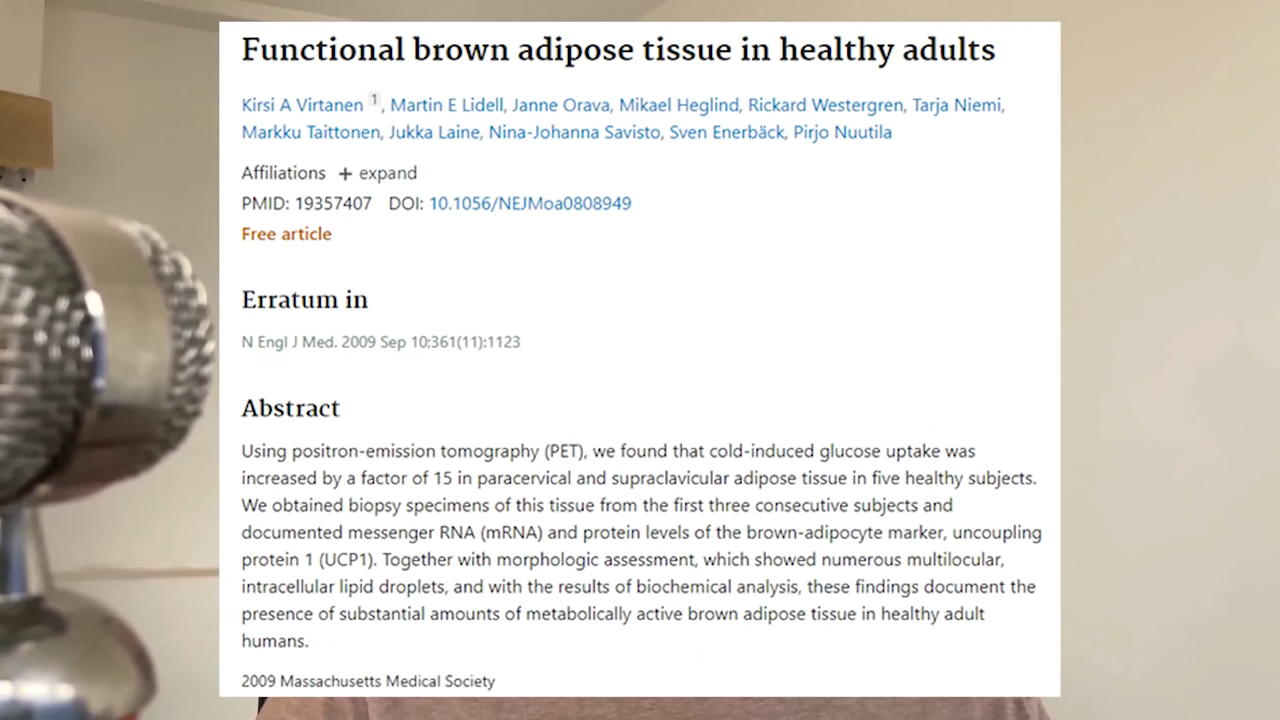 Functional brown adipose tissue in healthy adults
Kirsi A Virtanen 1, Martin E Lidell, Janne Orava, Mikael Heglind, Rickard Westergren, Tarja Niemi,
Markku Taittonen, Jukka Laine, Nina-Johanna Savisto, Sven Enerbäck, Pirjo Nuutila
Affiliations + expand
PMID: 19357407 DOI: 10.1056/NEJMoa0808949
Free article
Erratum in
N Engl J Med. 2009 Sep 10;361(11):1123
Abstract
Using positron-emission tomography (PET), we found that cold-induced glucose uptake was
increased by a factor of 15 in paracervical and supraclavicular adipose tissue in five healthy subjects.
We obtained biopsy specimens of this tissue from the first three consecutive subjects and
documented messenger RNA (mRNA) and protein levels of the brown-adipocyte marker, uncoupling
protein 1 (UCP1). Together with morphologic assessment, which showed numerous multilocular,
intracellular lipid droplets, and with the results of biochemical analysis, these findings document the
presence of substantial amounts of metabolically active brown adipose tissue in healthy adult
humans.
2009 Massachusetts Medical Society